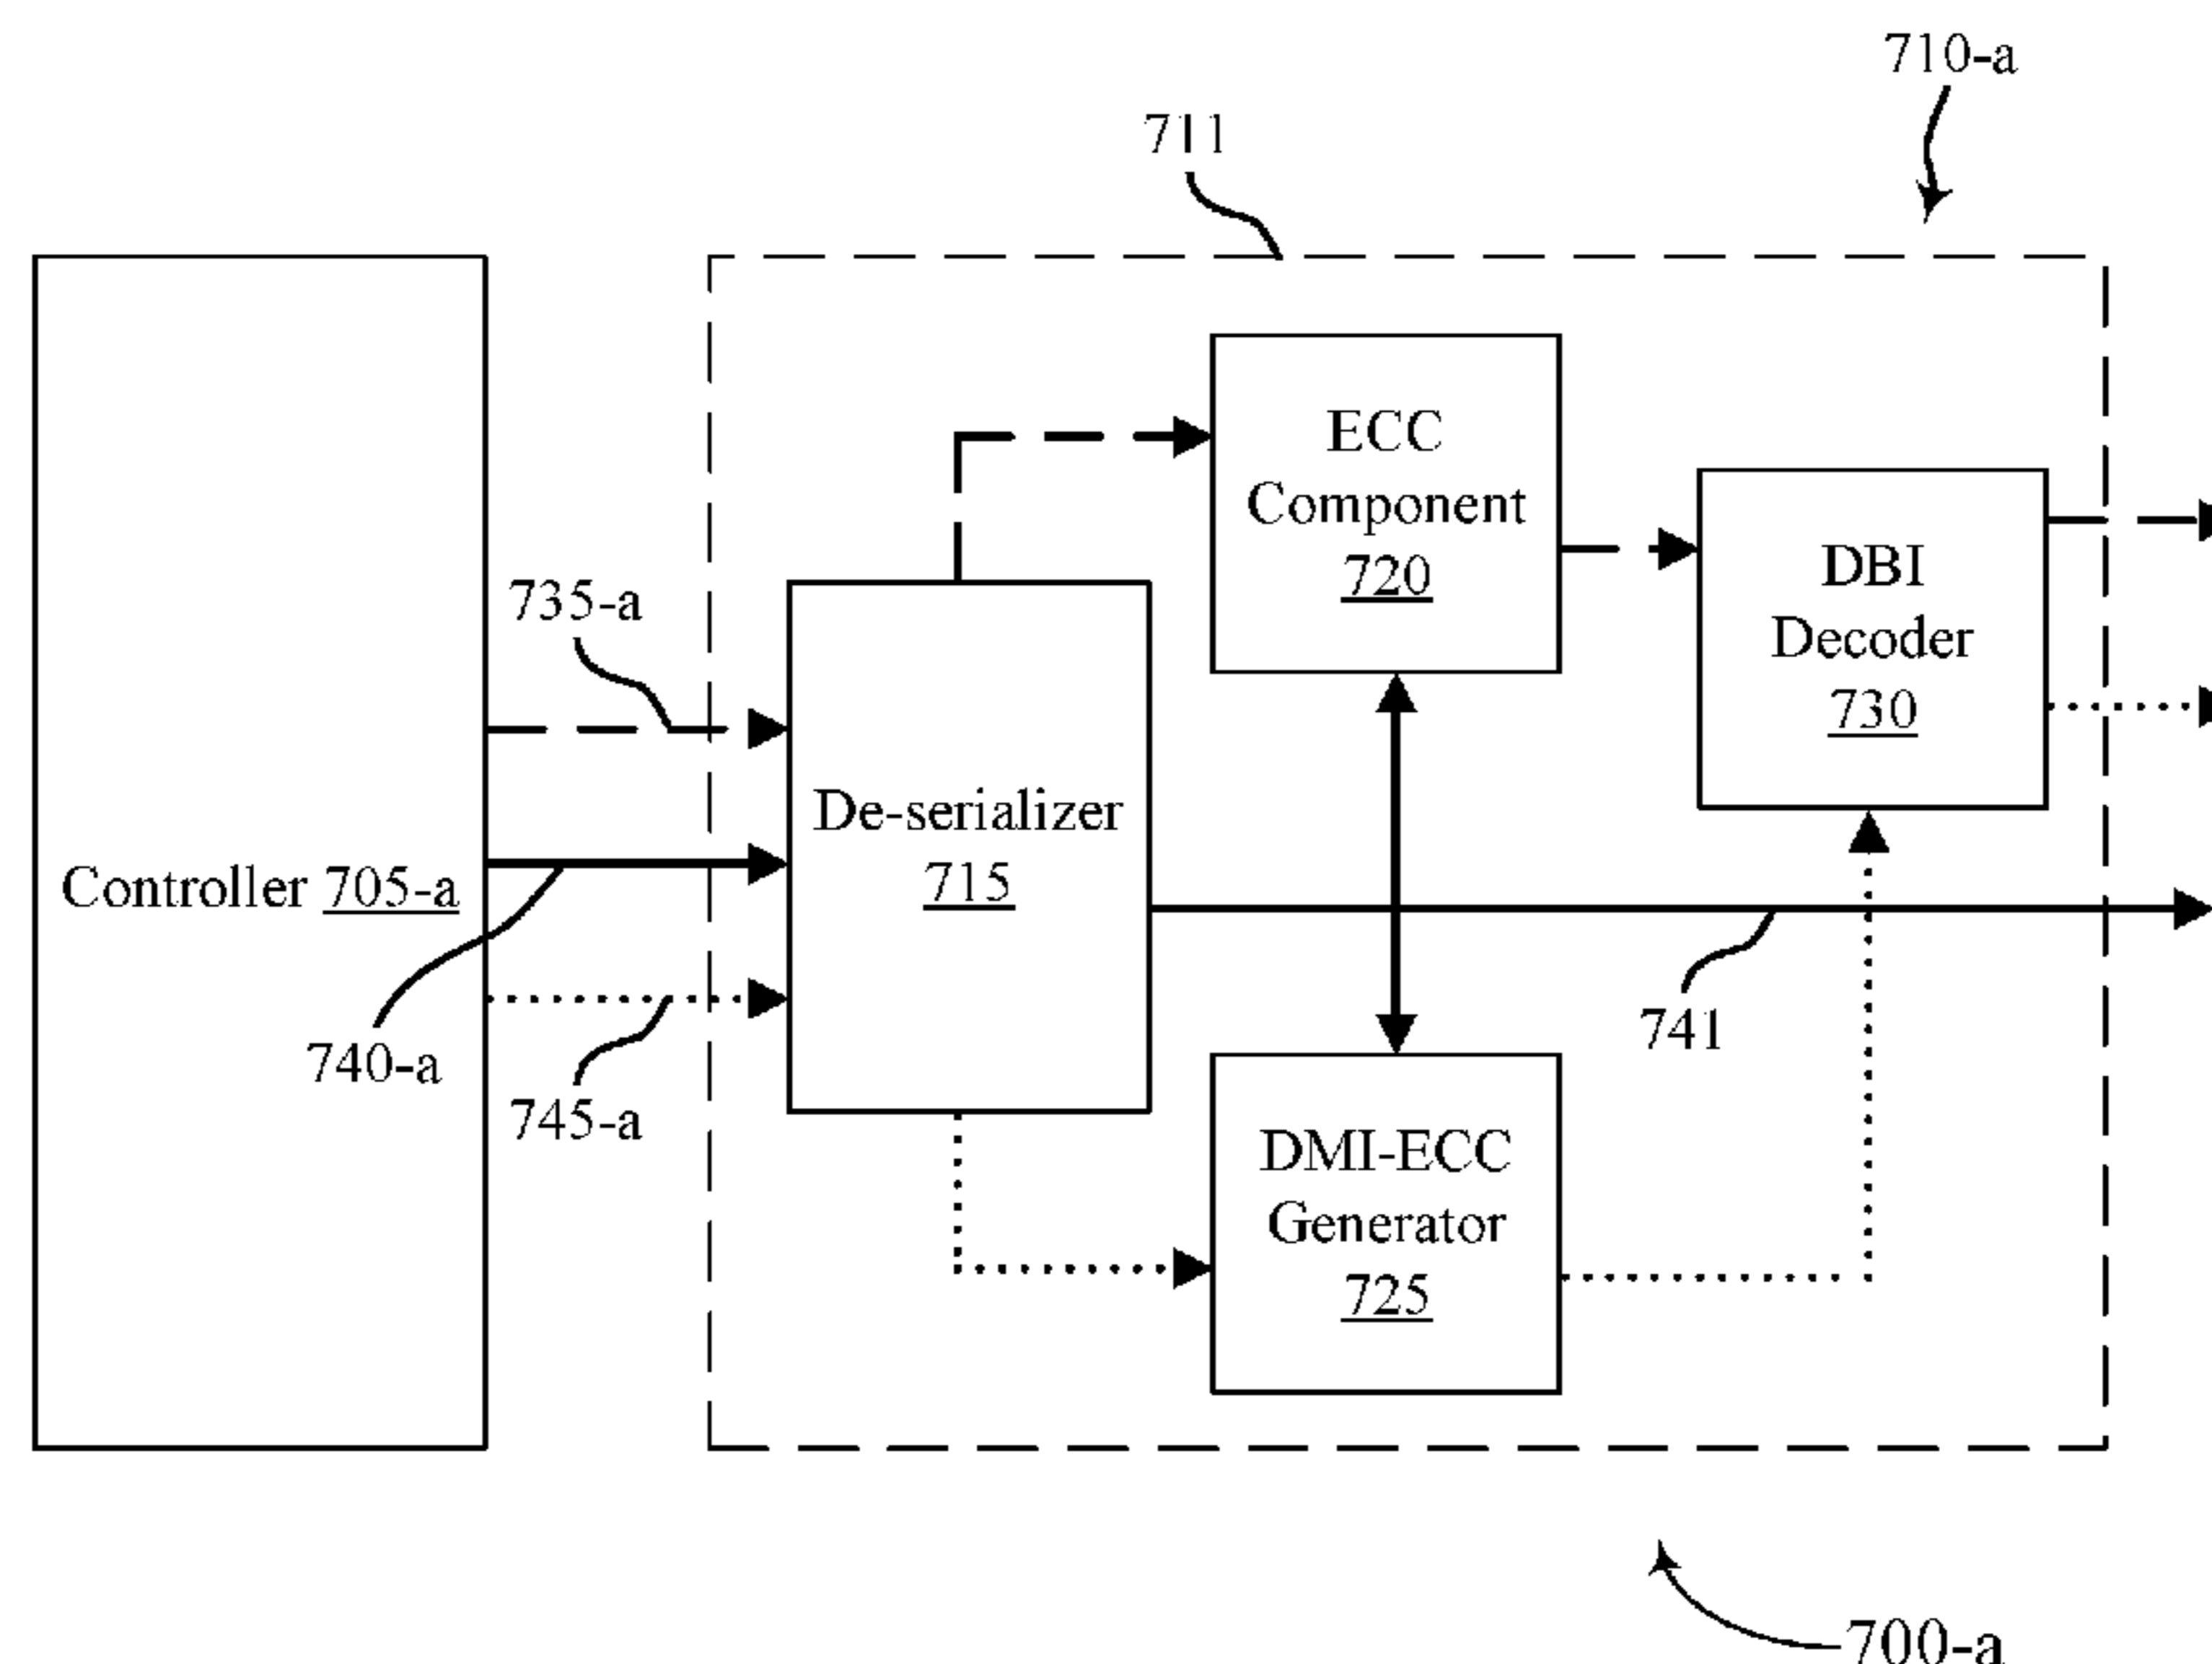 710-a
711
ECC
Component
720
DBI
Decoder
730
735-a
De-serializer
715
Controller 705-a
740-a
745-a
741
DMI-ECC
Generator
725
700-a